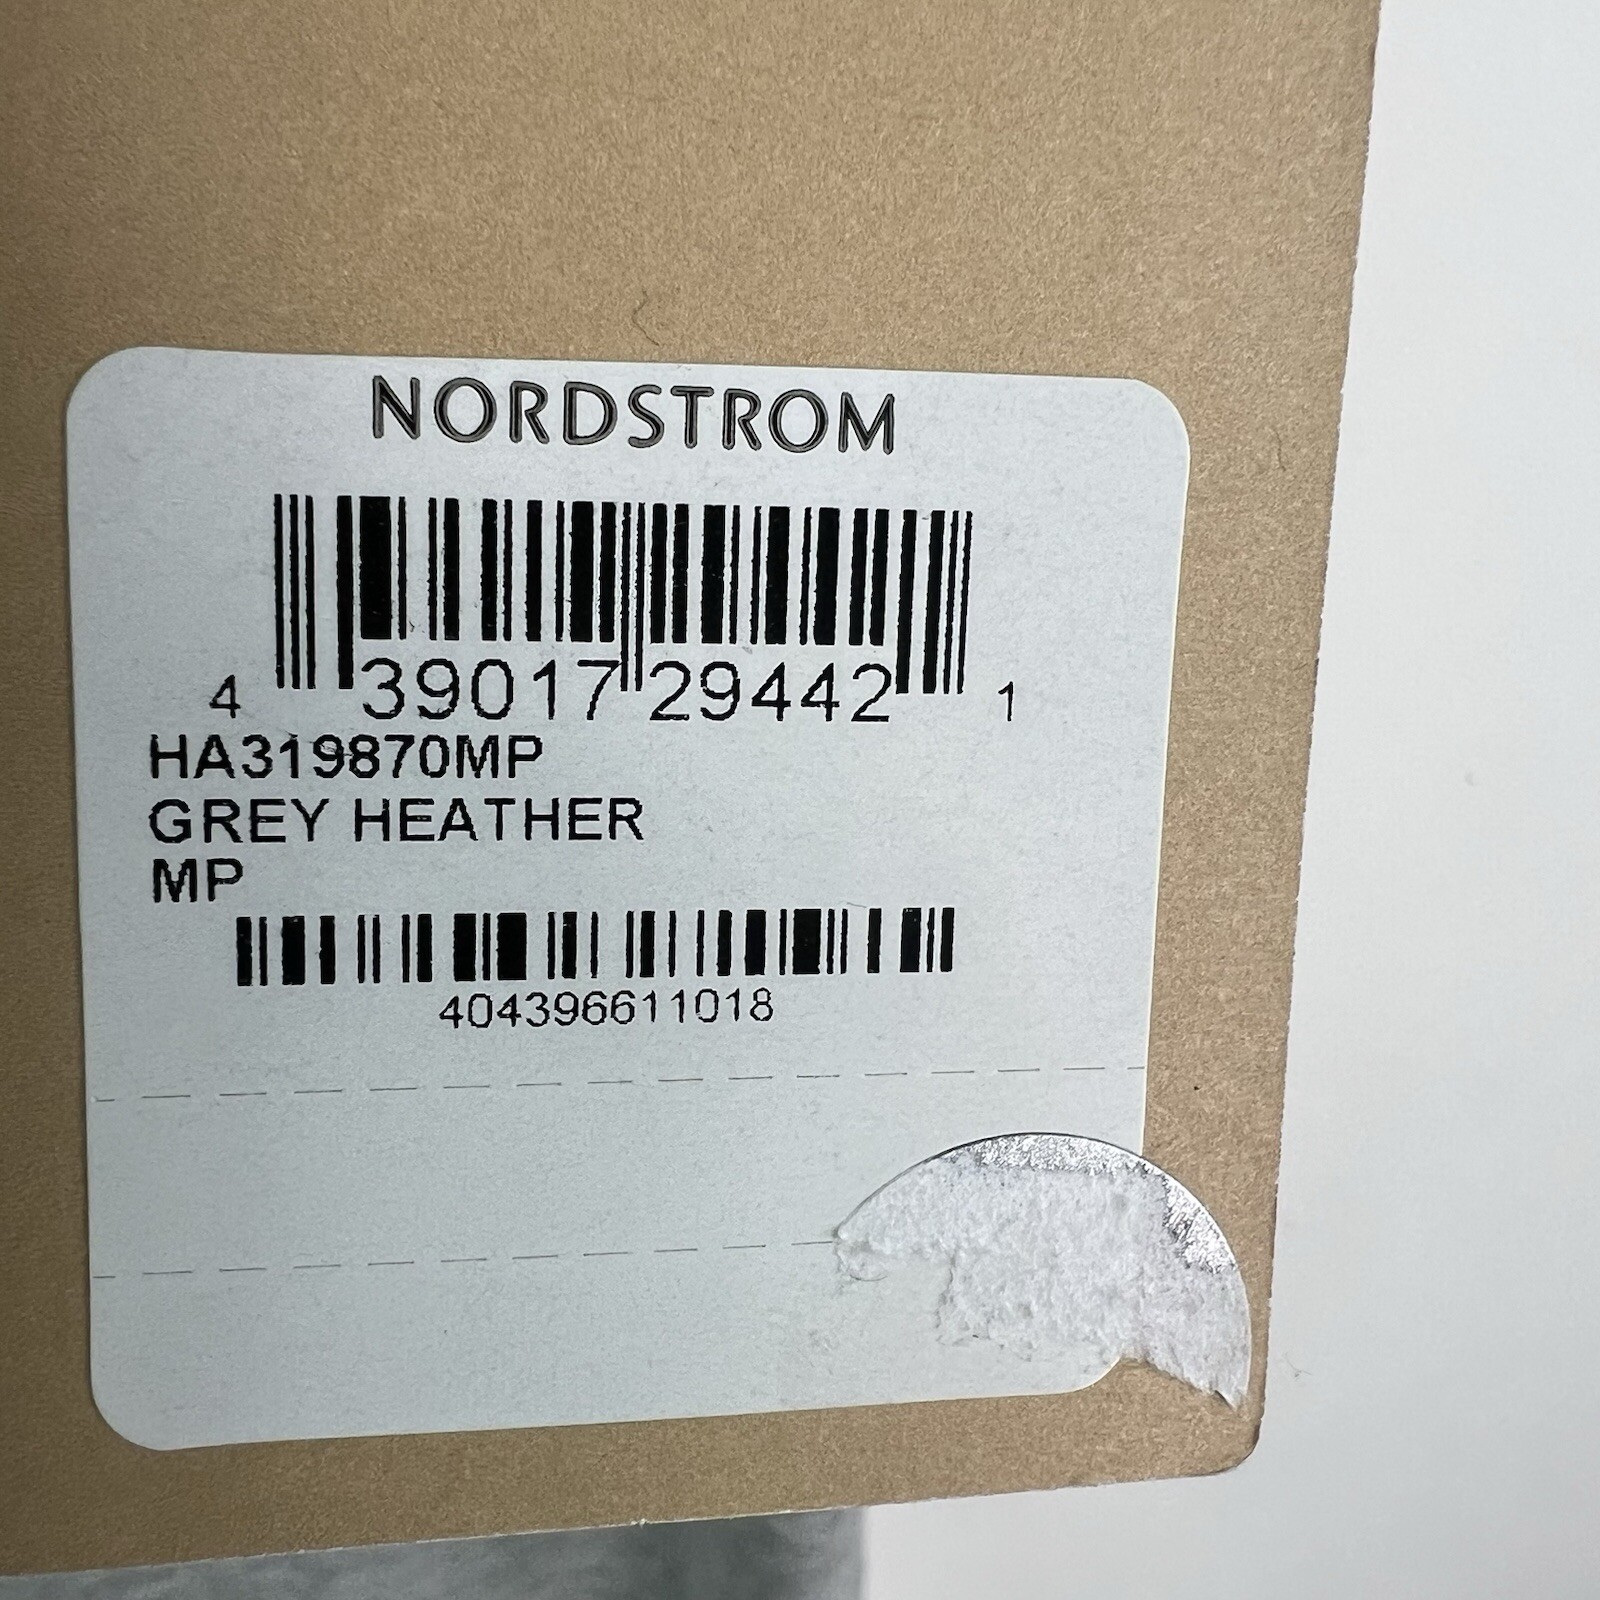 NORDSTROM
4 39017 29442 1
HA319870MP
GREY HEATHER
MP
404396611018